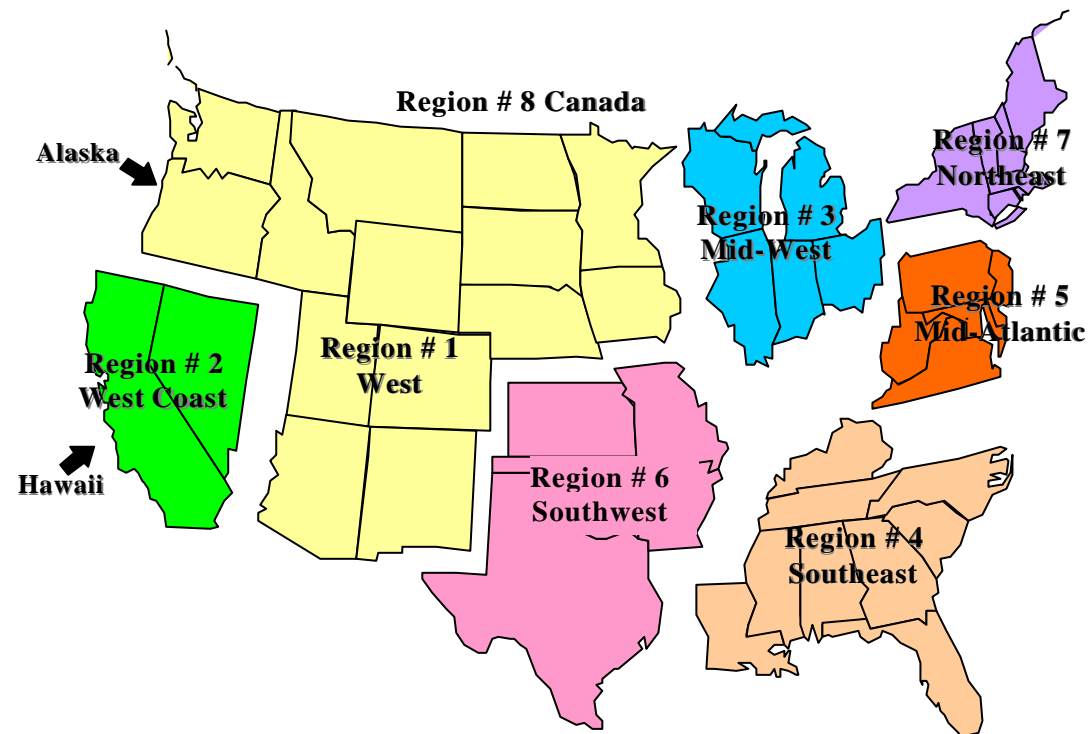 Region # 8 Canada
Alaska
Region # 7
Northeast
Region # 3
Mid-West
Region # 5
Mid-Atlantic
Region # 1
West
Region # 2
West Coast
Hawaii
Region # 6
Southwest
Region # 4
Southeast